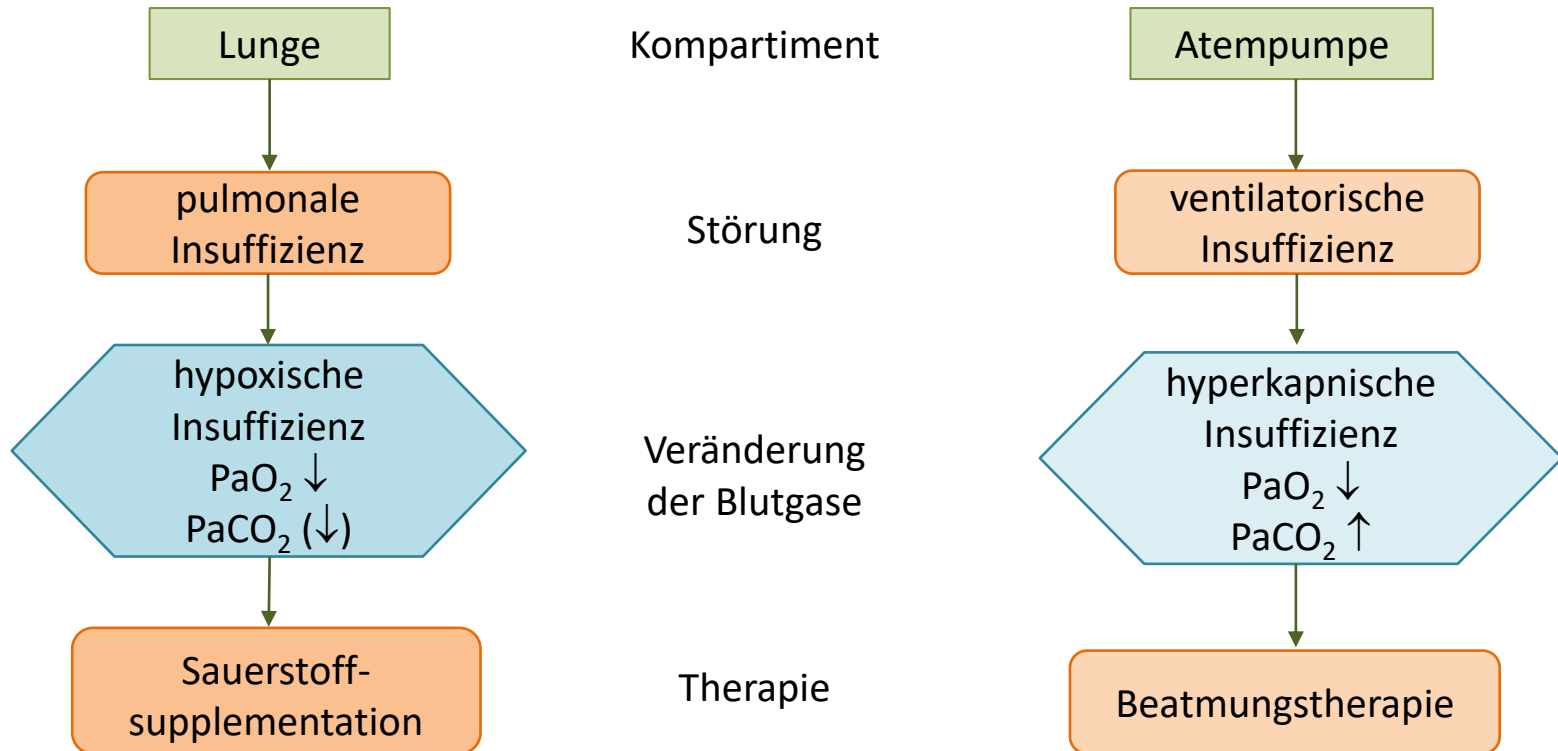 Lunge
Kompartiment
Atempumpe
pulmonale
Insuffizienz
Störung
ventilatorische
Insuffizienz
hypoxische
Insuffizienz
PaO₂ ↓
PaCO₂ (↓)
Veränderung
der Blutgase
hyperkapnische
Insuffizienz
PaO₂ ↓
PaCO₂ ↑
Sauerstoff-
supplementation
Therapie
Beatmungstherapie